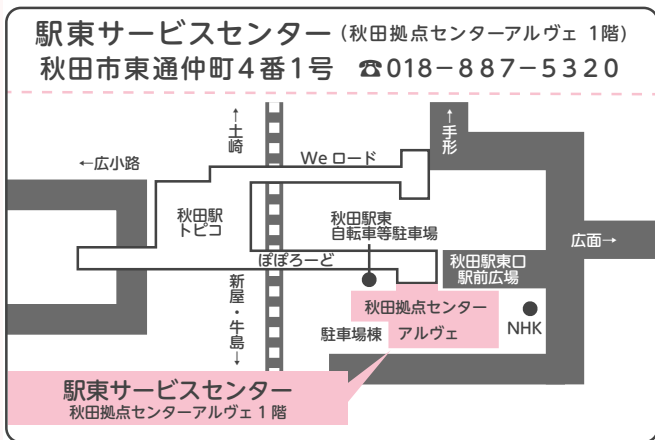 駅東サービスセンター（秋田拠点センターアルヴェ 1階）
秋田市東通仲町4番1号 ☎018−887−5320
←広小路
↑土崎
Weロード
↑手形
秋田駅
トピコ
秋田駅東
自転車等駐車場
広面→
ぽぽろーど
秋田駅東口
駅前広場
新屋・牛島↓
秋田拠点センター
アルヴェ
駐車場棟
NHK
駅東サービスセンター
秋田拠点センターアルヴェ1階